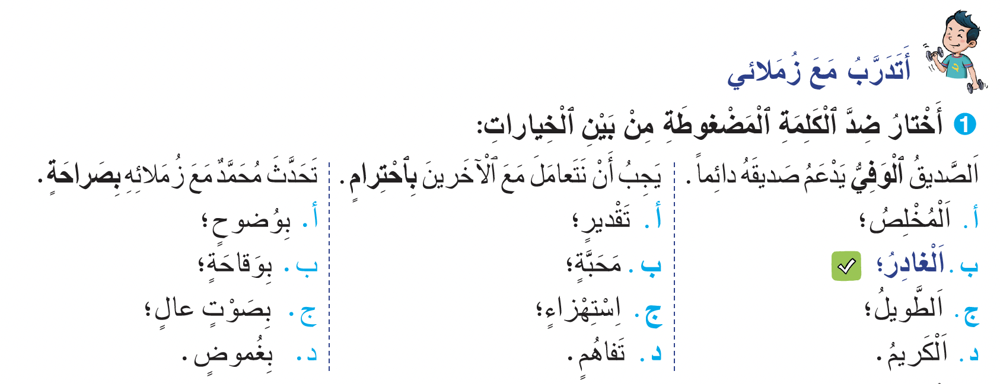 أَتَدَرَّبُ مَعَ زُمَلائي
1 أَخْتارُ ضِدَّ ٱلْكَلِمَةِ ٱلْمَضْغوطَةِ مِنْ بَيْنِ ٱلْخِياراتِ:
اَلصَّديقُ ٱلْوَفِيُّ يَدْعَمُ صَديقَهُ دائِماً.
أ. اَلْمُخْلِصُ؛
ب. اَلْغادِرُ؛
ج. اَلطَّويلُ؛
د. اَلْكَريمُ.
يَجِبُ أَنْ نَتَعامَلَ مَعَ ٱلْآخَرينَ بِٱحْتِرامٍ.
أ. تَقْديرٍ؛
ب. مَحَبَّةٍ؛
ج. اِسْتِهْزاءٍ؛
د. تَفاهُمٍ.
تَحَدَّثَ مُحَمَّدٌ مَعَ زُمَلائِهِ بِصَراحَةٍ.
أ. بِوُضوحٍ؛
ب. بِوَقاحَةٍ؛
ج. بِصَوْتٍ عالٍ؛
د. بِغُموضٍ.